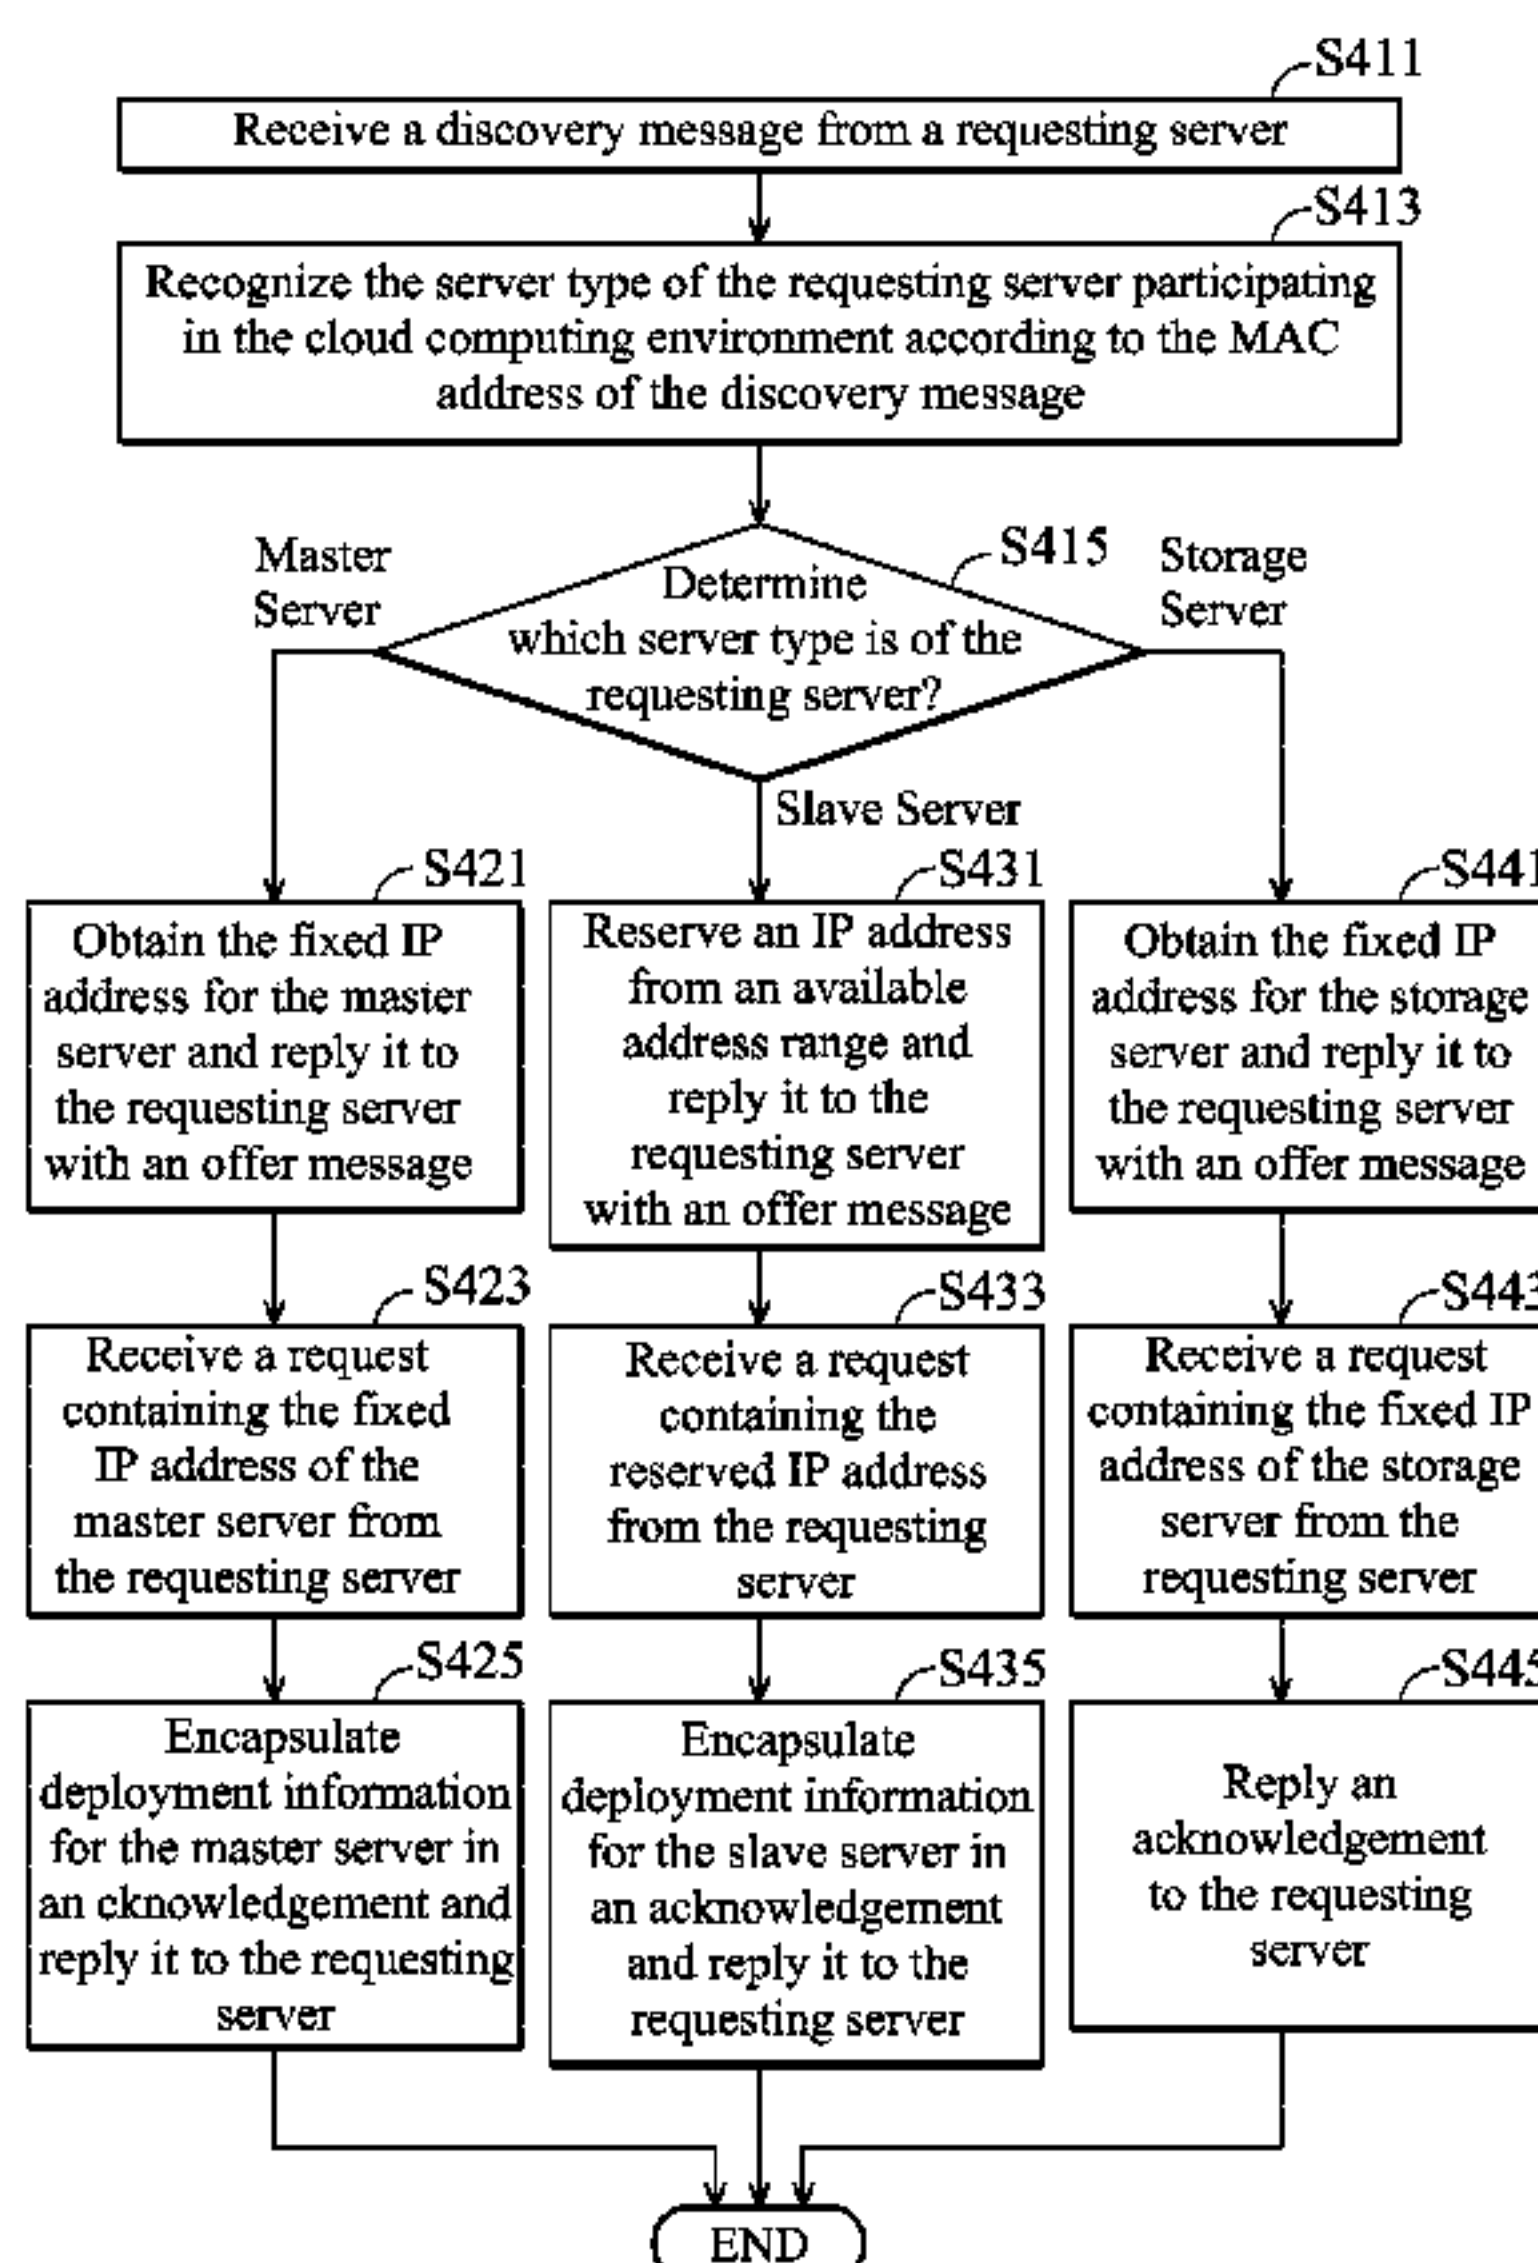 S411
Receive a discovery message from a requesting server
S413
Recognize the server type of the requesting server participating
in the cloud computing environment according to the MAC
address of the discovery message
Master
Server
S415
Determine
which server type is of the
requesting server?
Storage
Server
Slave Server
S421
Obtain the fixed IP
address for the master
server and reply it to
the requesting server
with an offer message
S423
Receive a request
containing the fixed
IP address of the
master server from
the requesting server
S425
Encapsulate
deployment information
for the master server in
an cknowledgement and
reply it to the requesting
server
S431
Reserve an IP address
from an available
address range and
reply it to the
requesting server
with an offer message
S433
Receive a request
containing the
reserved IP address
from the requesting
server
S435
Encapsulate
deployment information
for the slave server in
an acknowledgement
and reply it to the
requesting server
S441
Obtain the fixed IP
address for the storage
server and reply it to
the requesting server
with an offer message
S443
Receive a request
containing the fixed IP
address of the storage
server from the
requesting server
S445
Reply an
acknowledgement
to the requesting
server
END